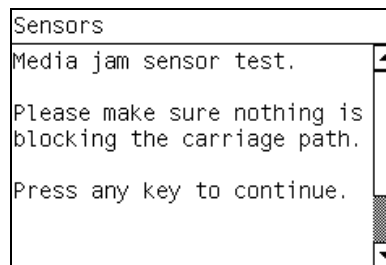 Sensors
Media jam sensor test.
Please make sure nothing is
blocking the carriage path.
Press any key to continue.